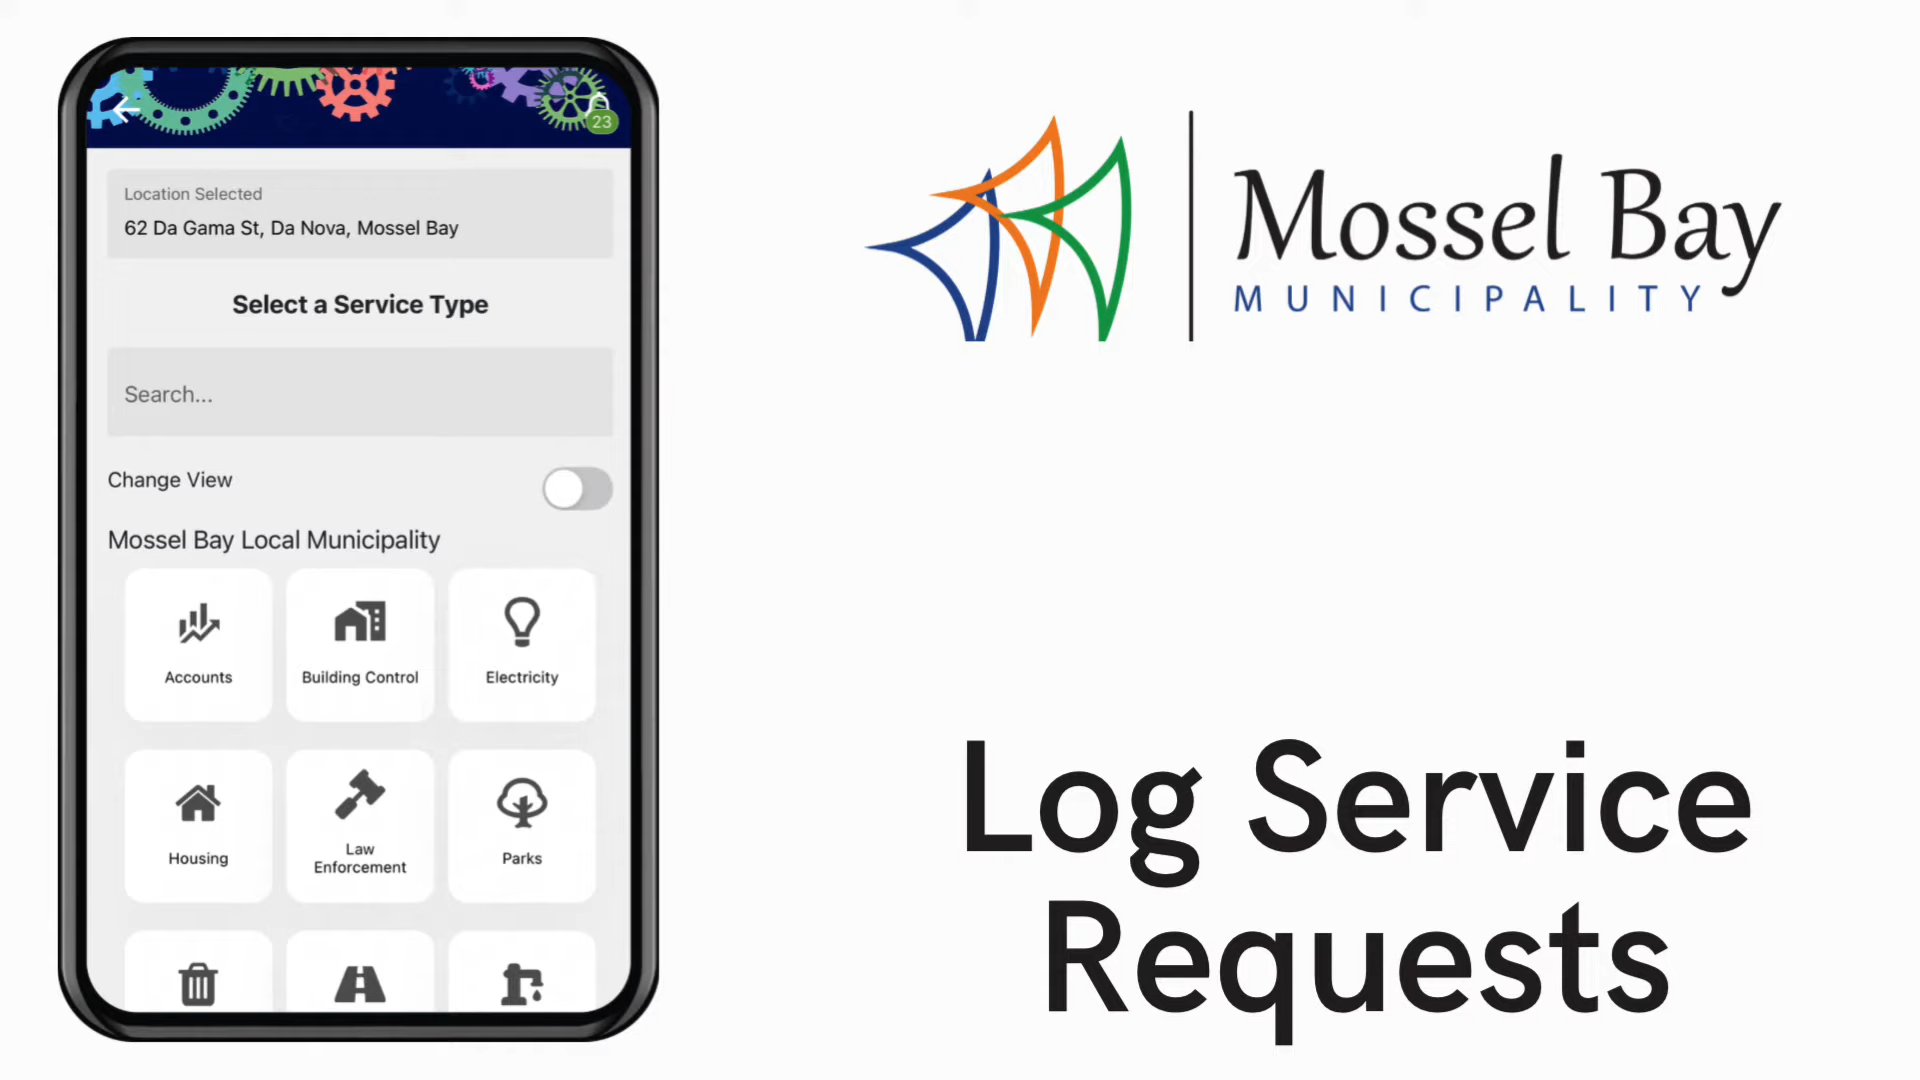 23
Location Selected
62 Da Gama St, Da Nova, Mossel Bay
Select a Service Type
Search...
Change View
Mossel Bay Local Municipality
Accounts
Building Control
Electricity
Housing
Law
Enforcement
Parks
Mossel Bay
MUNICIPALITY
Log Service
Requests